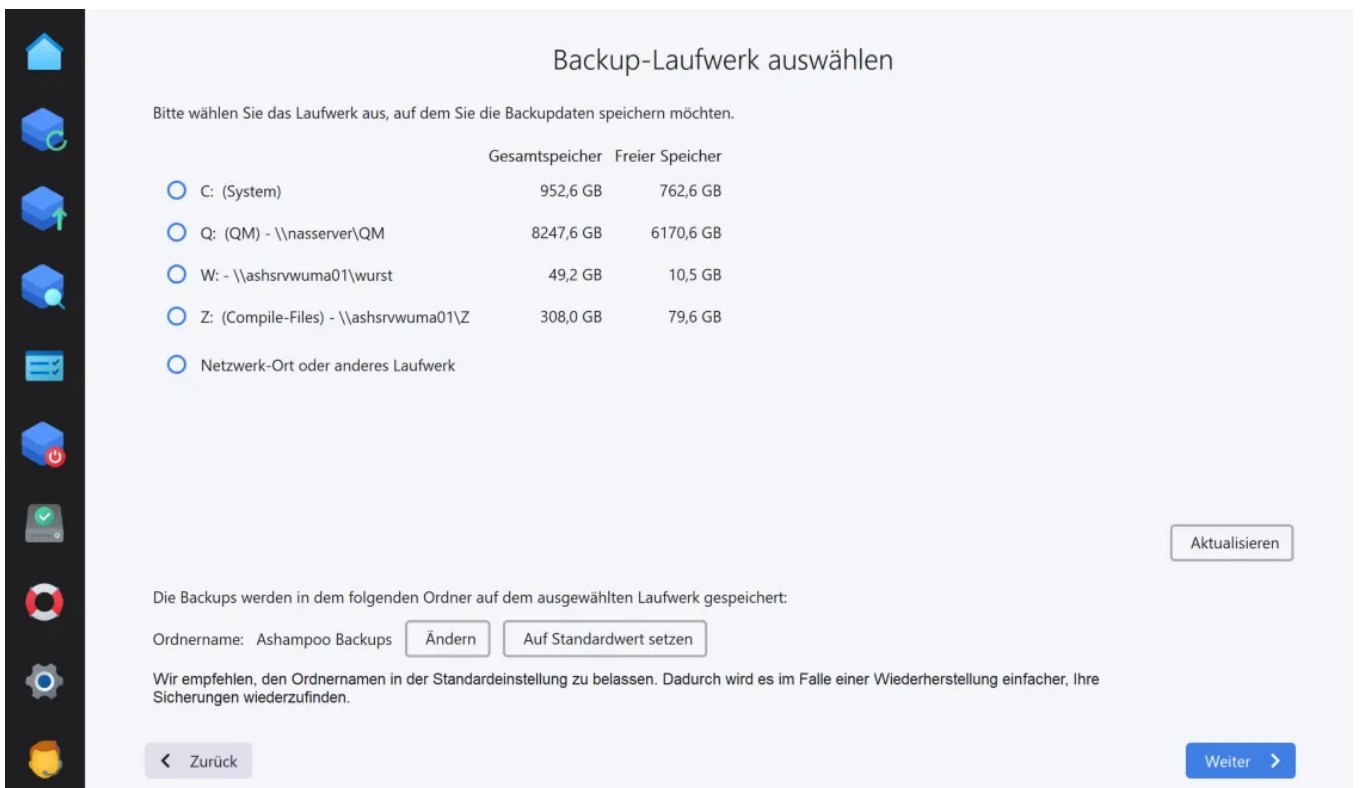 Backup-Laufwerk auswählen
Bitte wählen Sie das Laufwerk aus, auf dem Sie die Backupdaten speichern möchten.
Gesamtspeicher Freier Speicher
C: (System) 952,6 GB 762,6 GB
Q: (QM) - \\nasserver\QM 8247,6 GB 6170,6 GB
W: - \\ashsrvwuma01\wurst 49,2 GB 10,5 GB
Z: (Compile-Files) - \\ashsrvwuma01\Z 308,0 GB 79,6 GB
Netzwerk-Ort oder anderes Laufwerk
Aktualisieren
Die Backups werden in dem folgenden Ordner auf dem ausgewählten Laufwerk gespeichert:
Ordnername: Ashampoo Backups Ändern Auf Standardwert setzen
Wir empfehlen, den Ordnernamen in der Standardeinstellung zu belassen. Dadurch wird es im Falle einer Wiederherstellung einfacher, Ihre
Sicherungen wiederzufinden.
Zurück Weiter